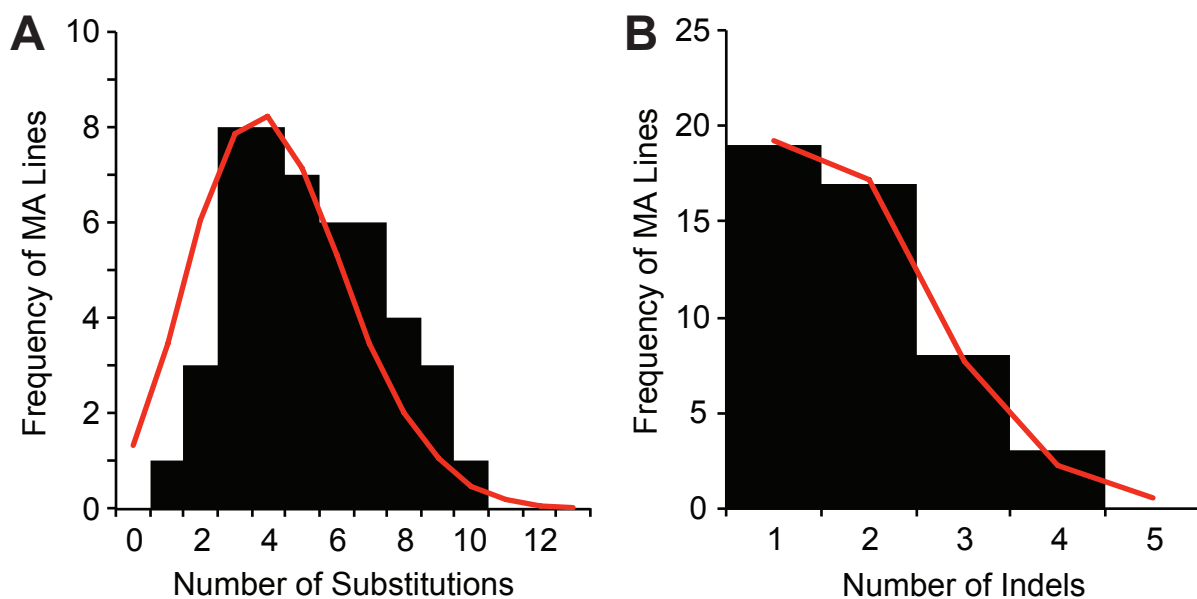 A
Frequency of MA Lines
10
8
6
4
2
0
0 2 4 6 8 10 12
Number of Substitutions
B
Frequency of MA Lines
25
20
15
10
5
0
1 2 3 4 5
Number of Indels